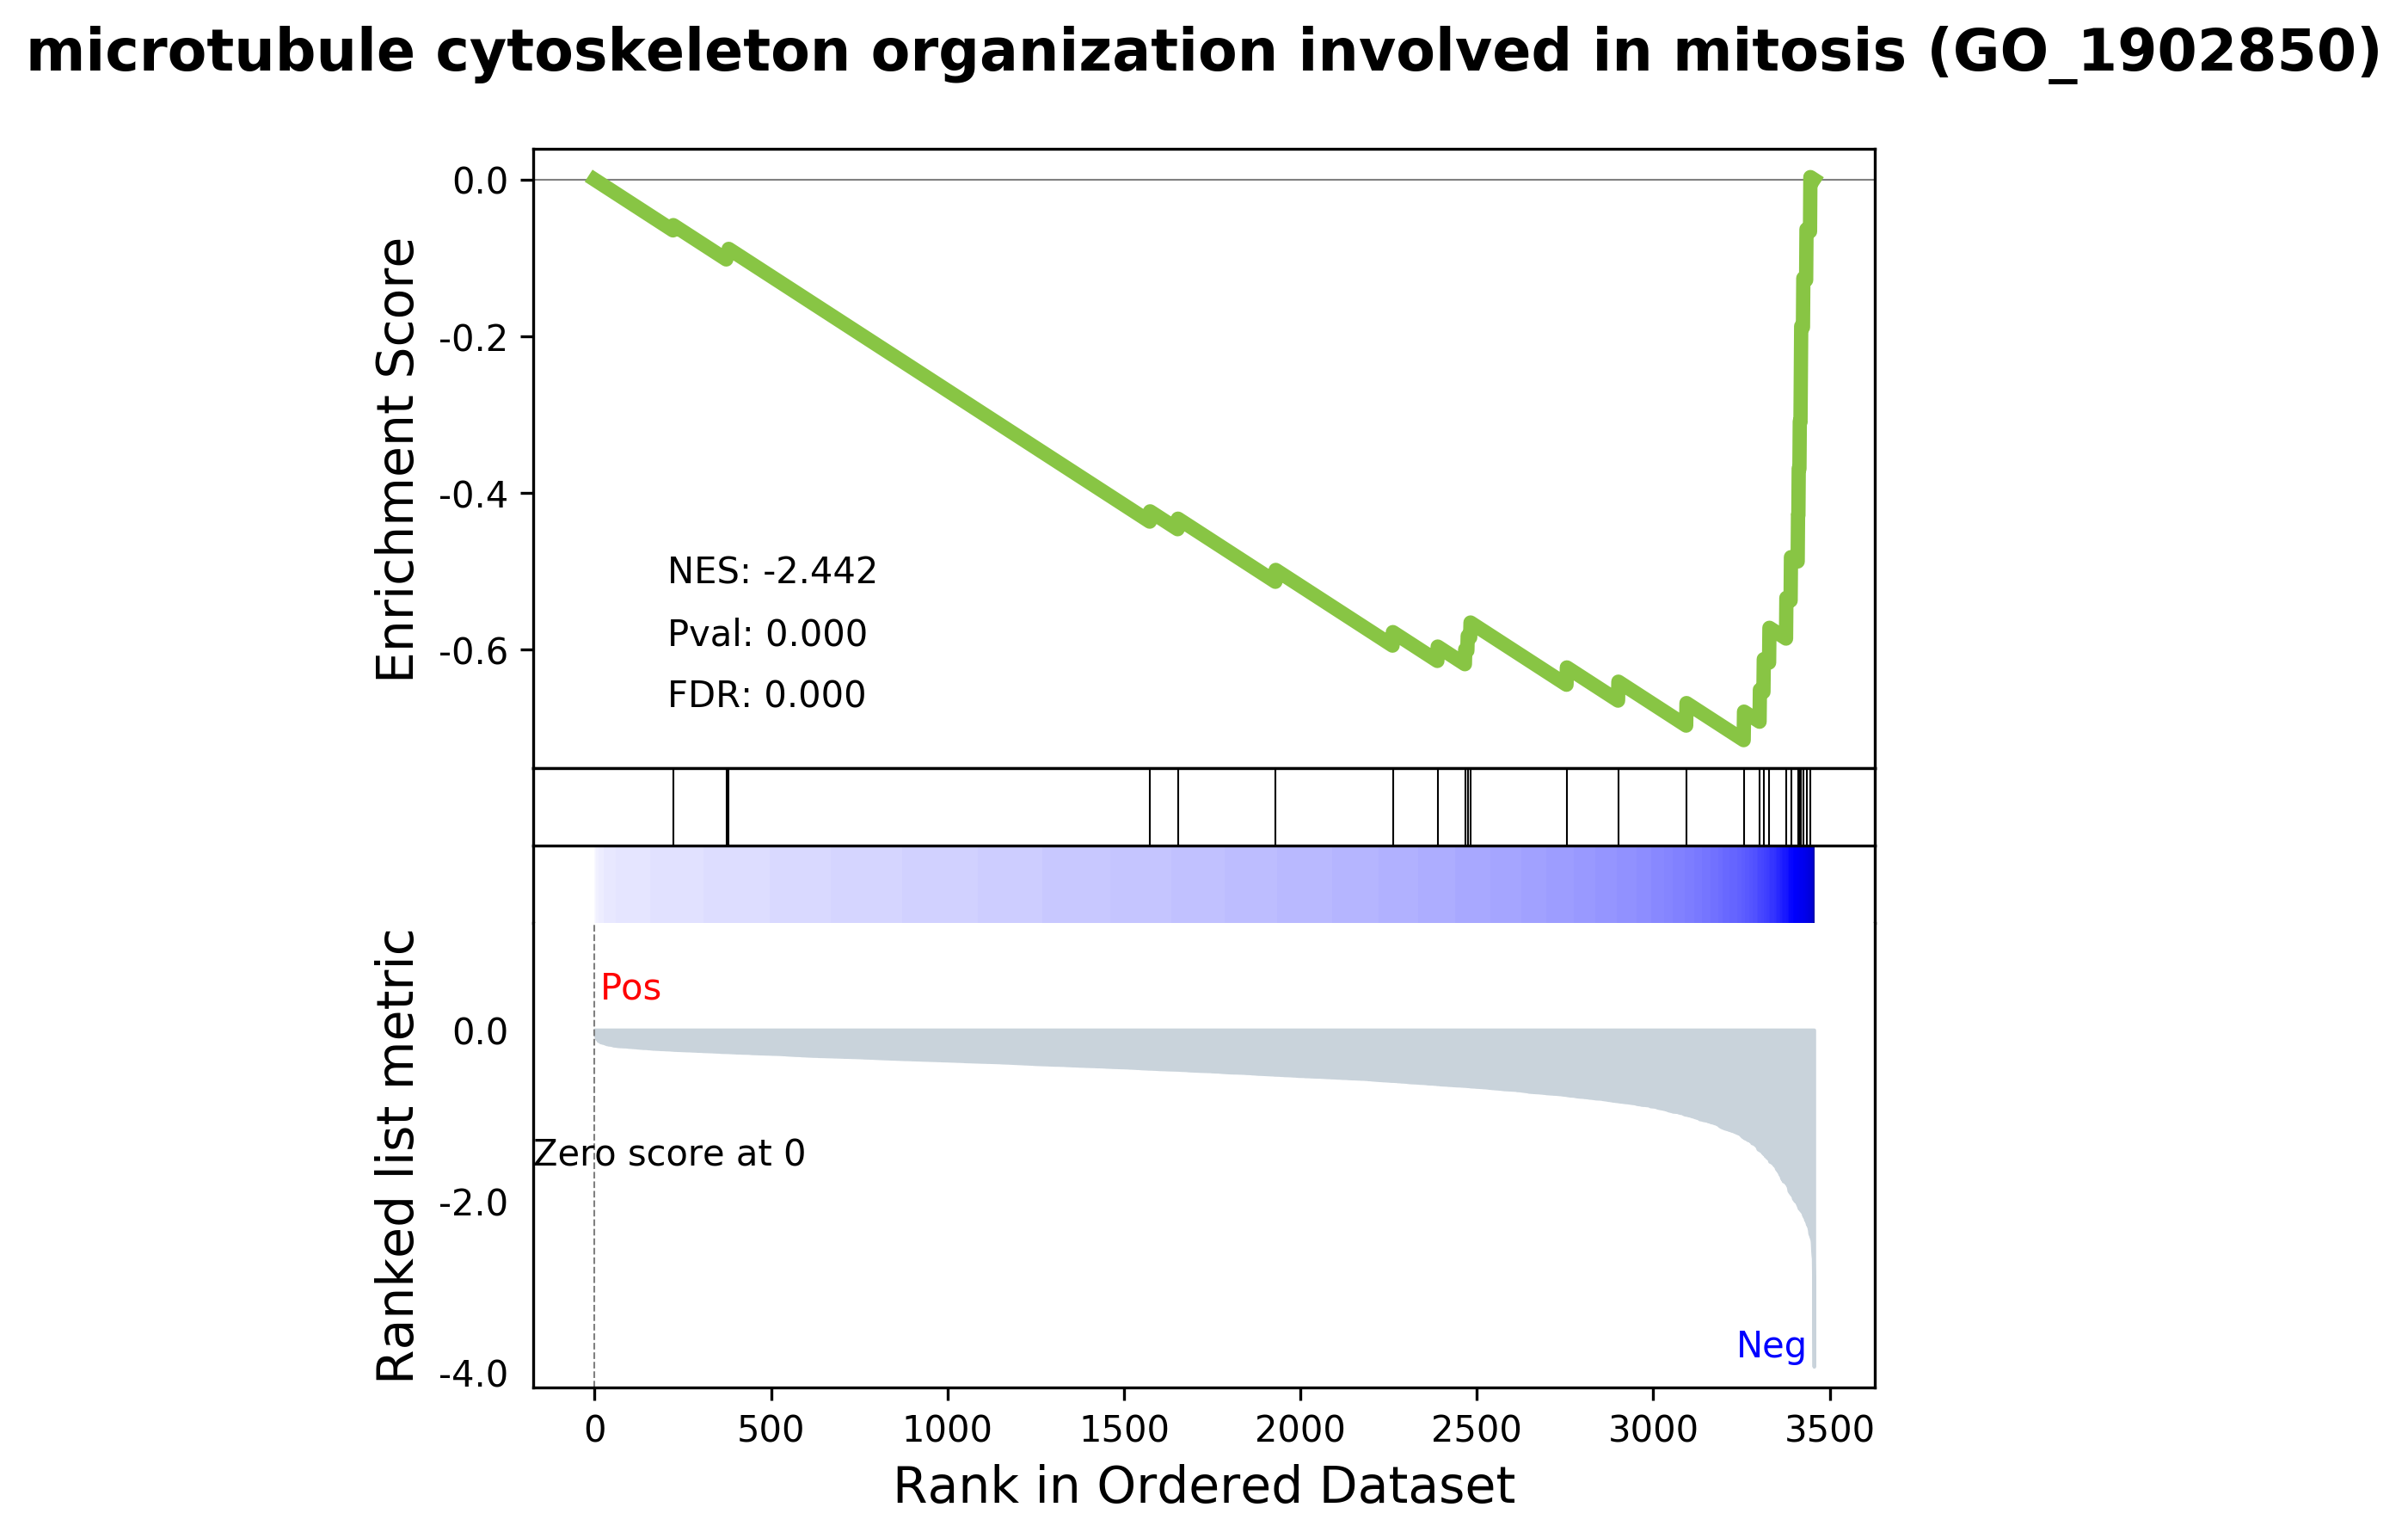 microtubule cytoskeleton organization involved in mitosis (GO_1902850)
Enrichment Score
0.0
-0.2
-0.4
-0.6
NES: -2.442
Pval: 0.000
FDR: 0.000
Ranked list metric
Pos
0.0
Zero score at 0
-2.0
Neg
-4.0
0 500 1000 1500 2000 2500 3000 3500
Rank in Ordered Dataset